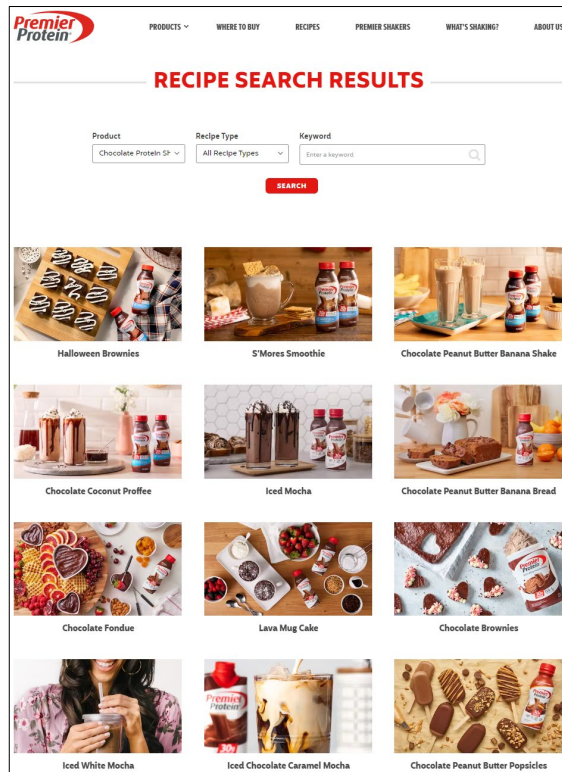 Premier
Protein
PRODUCTS
WHERE TO BUY
RECIPES
PREMIER SHAKERS
WHAT'S SHAKING?
ABOUT US
RECIPE SEARCH RESULTS
Product
Recipe Type
Keyword
Chocolate Protein Sh
All Recipe Types
Enter a keyword
SEARCH
Halloween Brownies
S'Mores Smoothie
Chocolate Peanut Butter Banana Shake
Chocolate Coconut Proffee
Iced Mocha
Chocolate Peanut Butter Banana Bread
Chocolate Fondue
Lava Mug Cake
Chocolate Brownies
Premier
Protein
30g
Iced White Mocha
Iced Chocolate Caramel Mocha
Chocolate Peanut Butter Popsicles